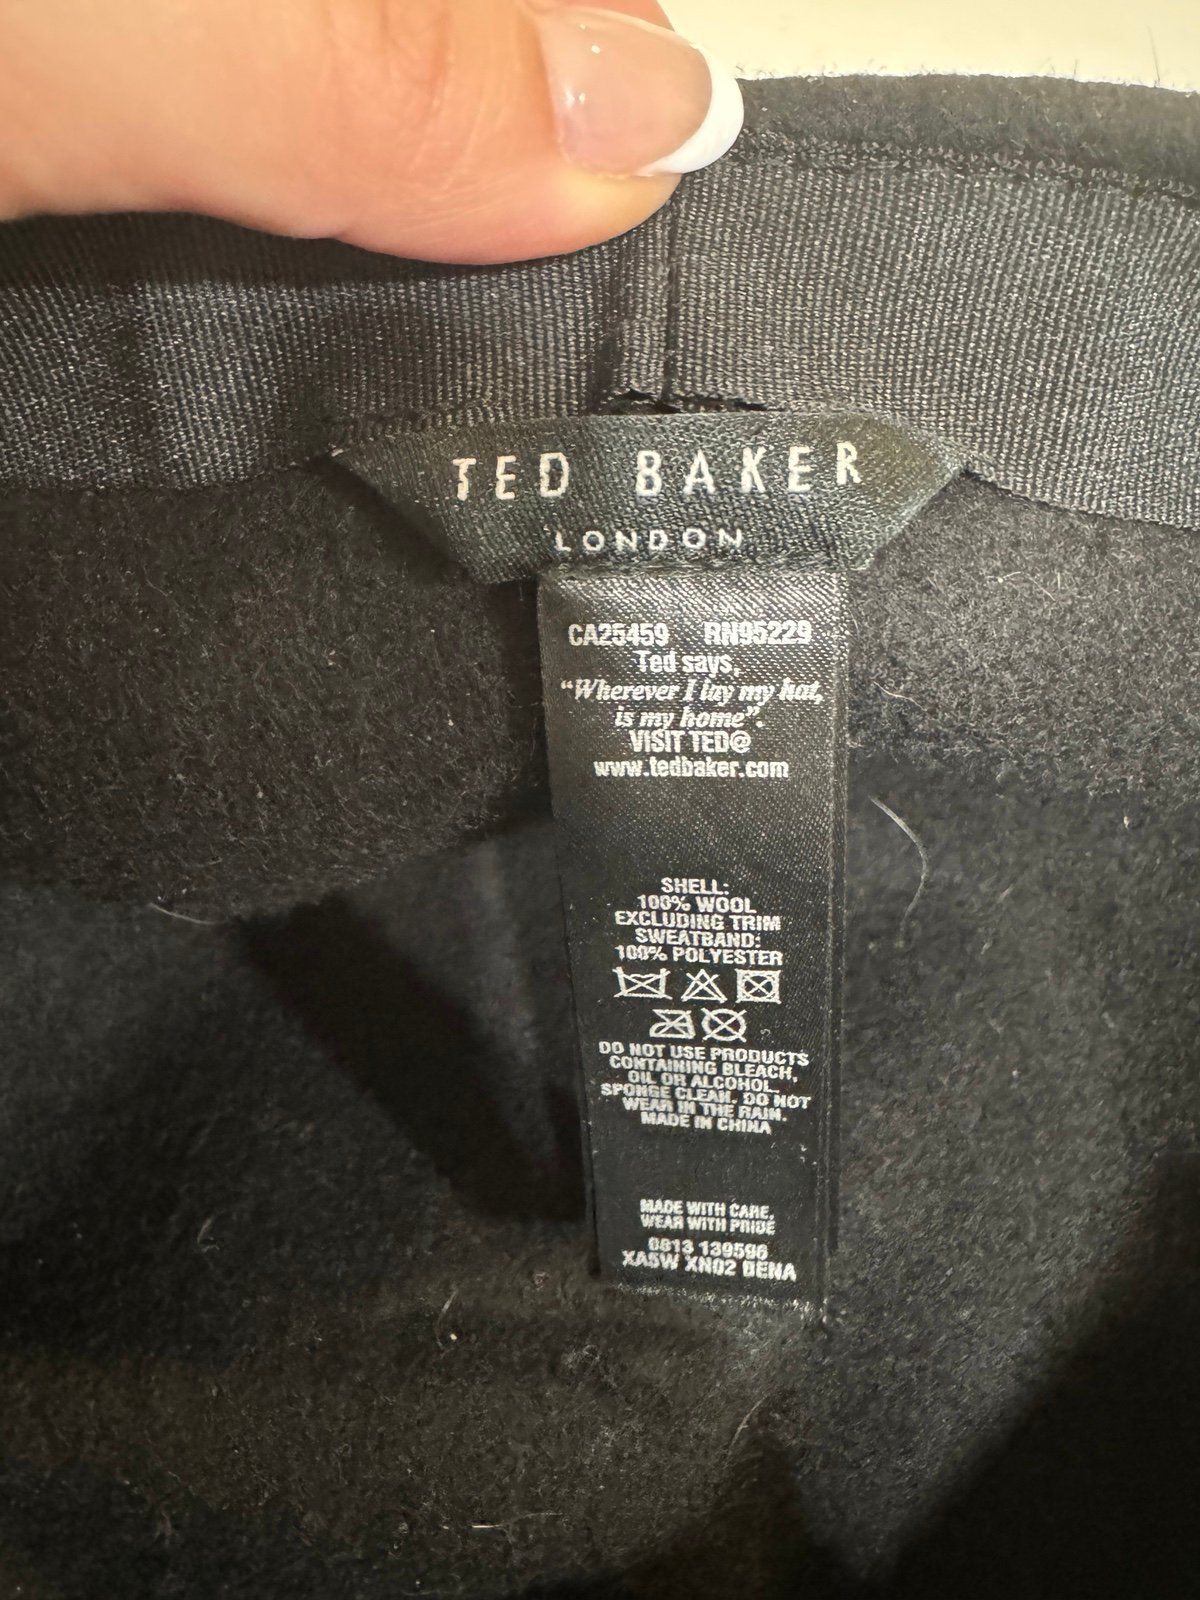 TED BAKER
LONDON
CA25459 RN95229
Ted says,
"Wherever I lay my hat,
is my home".
VISIT TED@
www.tedbaker.com
SHELL:
100% WOOL
EXCLUDING TRIM
SWEATBAND:
100% POLYESTER
DO NOT USE PRODUCTS
CONTAINING BLEACH,
OIL OR ALCOHOL.
SPONGE CLEAN. DO NOT
WEAR IN THE RAIN.
MADE IN CHINA
MADE WITH CARE,
WEAR WITH PRIDE
0813 139596
XA5W XN02 BENA